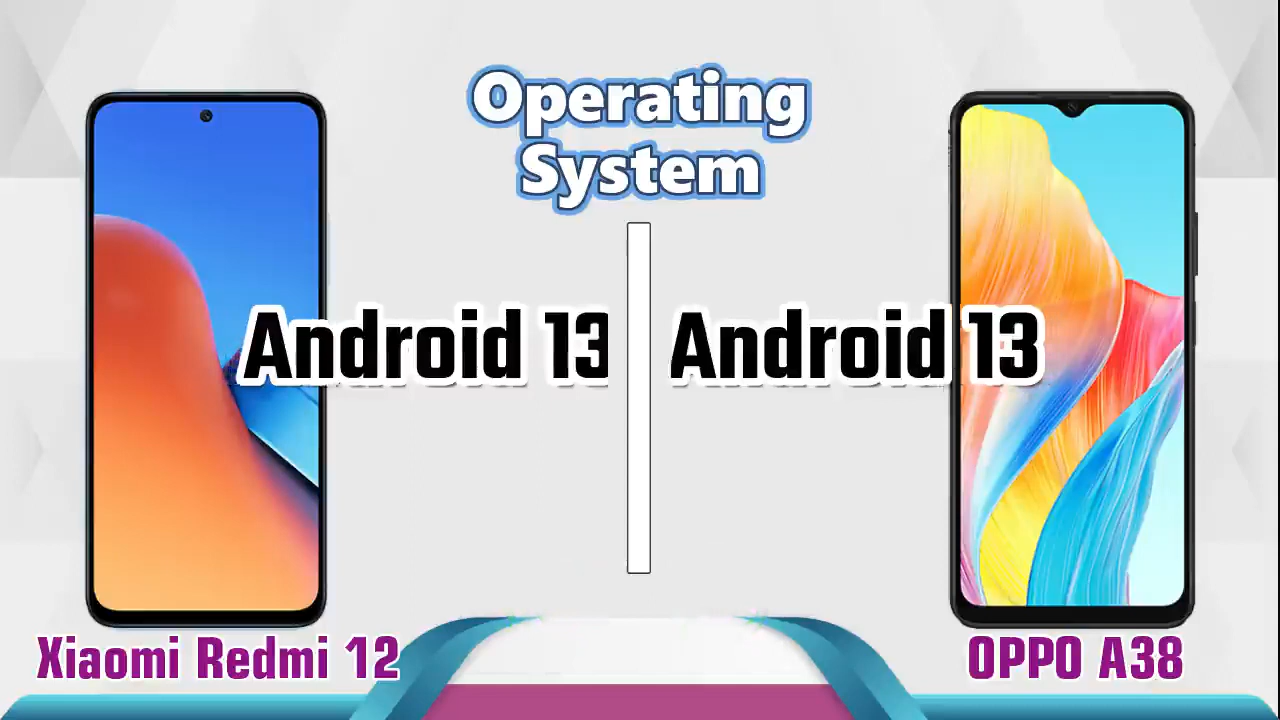 Operating
System
Android 13
Android 13
Xiaomi Redmi 12
OPPO A38